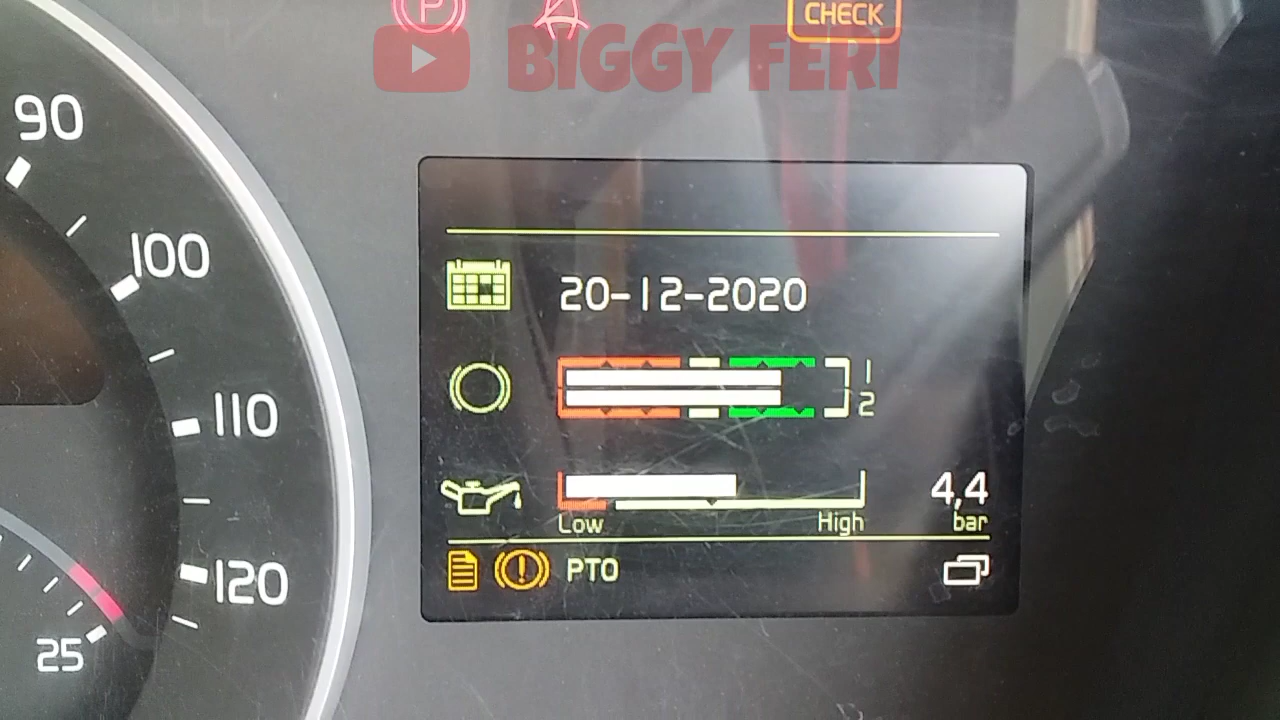 P
CHECK
BIGGY FERI
90
100
110
120
25
20-12-2020
1
2
4,4
Low
High
bar
PTO